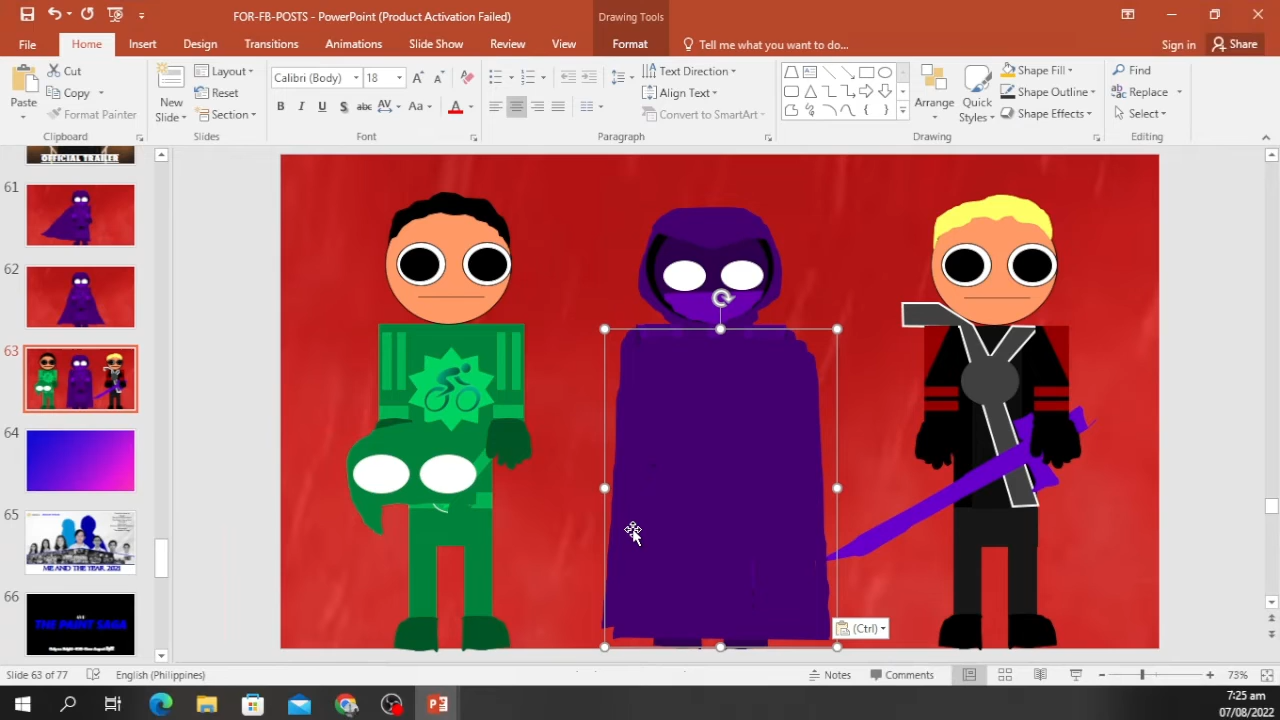 FOR-FB-POSTS - PowerPoint (Product Activation Failed)
Drawing Tools
File Home Insert Design Transitions Animations Slide Show Review View Format Tell me what you want to do... Sign in Share
Paste
Cut
Copy
Format Painter
Clipboard
New Slide
Layout
Reset
Section
Slides
Calibri (Body) 18
B I U S abc AV Aa A
Font
Text Direction
Align Text
Convert to SmartArt
Paragraph
Arrange
Quick Styles
Shape Fill
Shape Outline
Shape Effects
Drawing
Find
Replace
Select
Editing
OFFICIAL TRAILER
61
62
63
64
65
ME AND THE TEAR 2021
66
THE PAINT SAGA
(Ctrl)
Slide 63 of 77 English (Philippines) Notes Comments 73%
7:25 am
07/08/2022